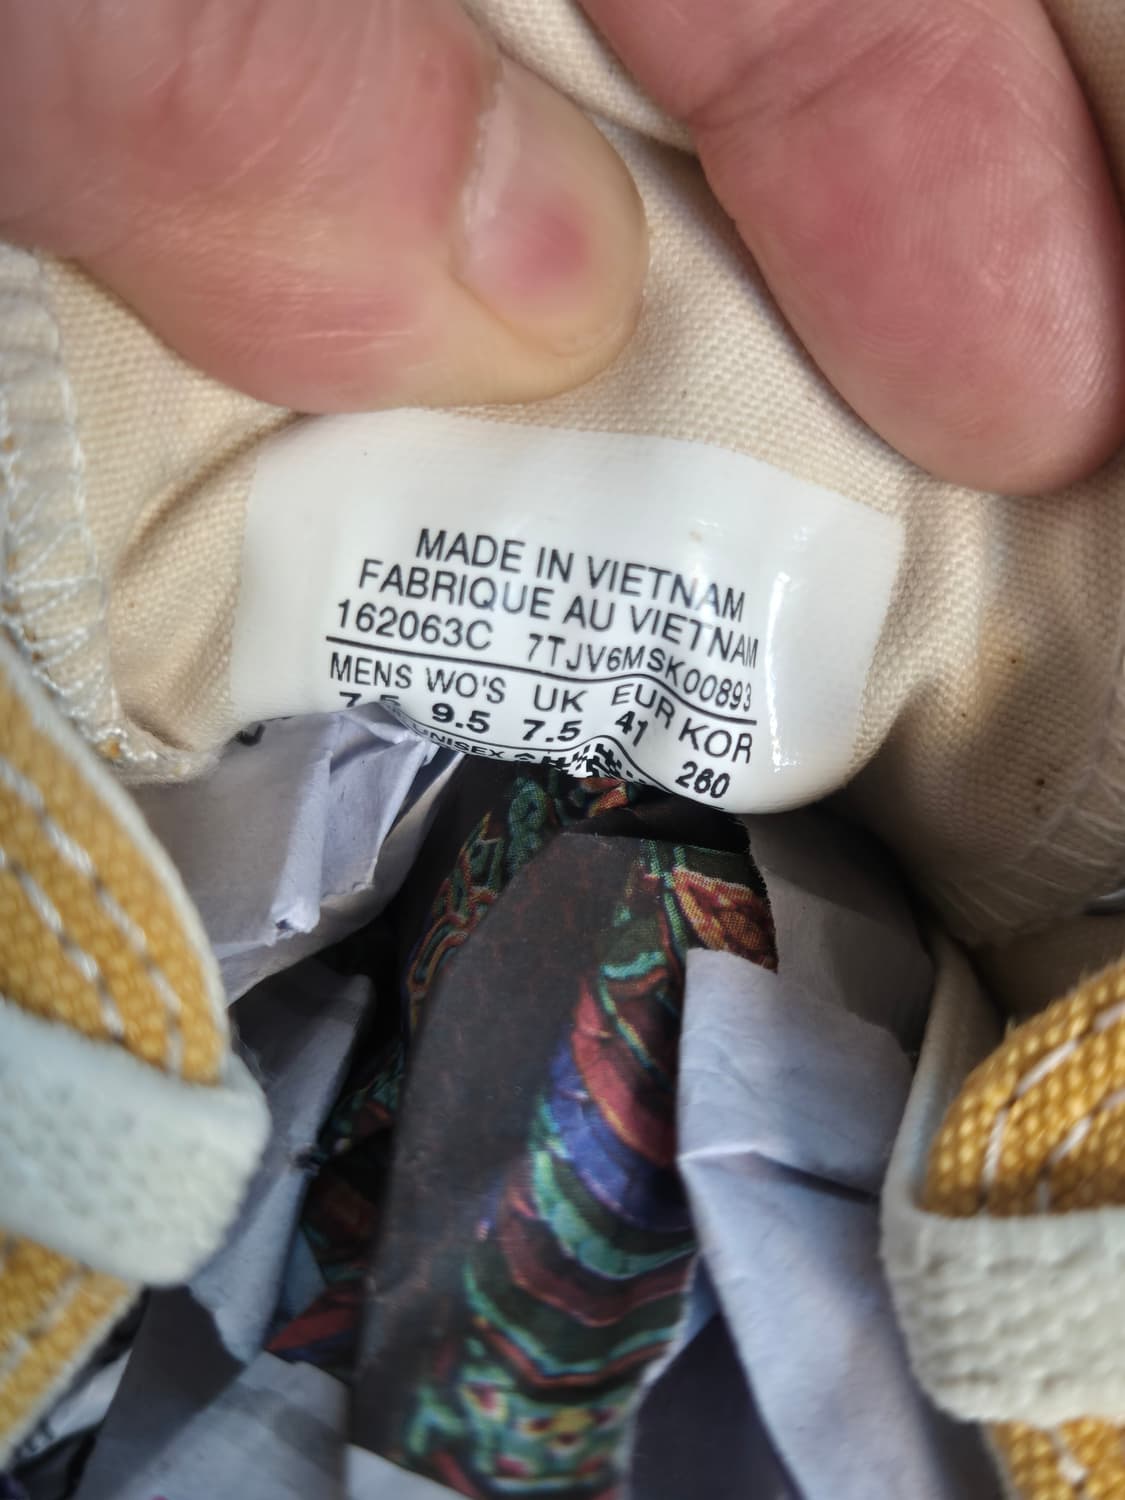 MADE IN VIETNAM
FABRIQUE AU VIETNAM
162063C 7TJV6MSK00893
MENS WO'S UK EUR KOR
7.5 9.5 7.5 41 260
UNISEX